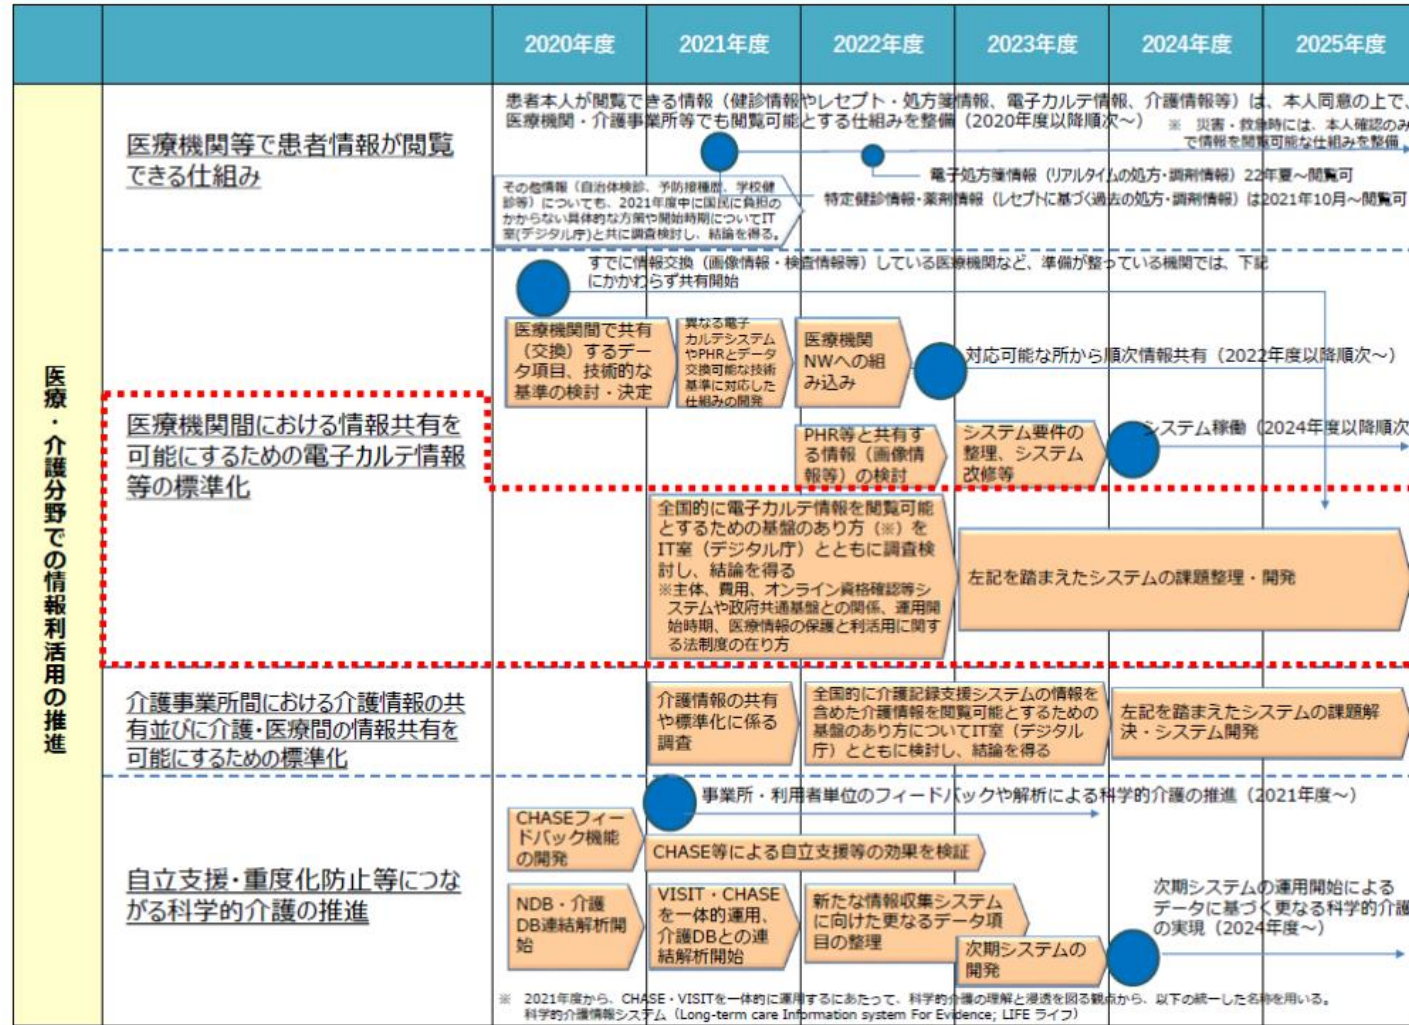 2020年度
2021年度
2022年度
2023年度
2024年度
2025年度
医療・介護分野での情報利活用の推進
医療機関等で患者情報が閲覧
できる仕組み
患者本人が閲覧できる情報（健診情報やレセプト・処方箋情報、電子カルテ情報、介護情報等）は、本人同意の上で、
医療機関・介護事業所等でも閲覧可能とする仕組みを整備（2020年度以降順次～）
※　災害・救急時には、本人確認のみ
で情報を閲覧可能な仕組みを整備
電子処方箋情報（リアルタイムの処方・調剤情報）22年夏～閲覧可
特定健診情報・薬剤情報（レセプトに基づく過去の処方・調剤情報）は2021年10月～閲覧可
その他情報（自治体検診、予防接種歴、学校健
診等）についても、2021年度中に国民に負担の
かからない具体的な方策や開始時期についてIT
室(デジタル庁)と共に調査検討し、結論を得る。
医療機関間における情報共有を
可能にするための電子カルテ情報
等の標準化
すでに情報交換（画像情報・検査情報等）している医療機関など、準備が整っている機関では、下記
にかかわらず共有開始
医療機関間で共有
（交換）するデー
タ項目、技術的な
基準の検討・決定
異なる電子
カルテシステム
やPHRとデータ
交換可能な技術
基準に対応した
仕組みの開発
医療機関
NWへの組
み込み
対応可能な所から順次情報共有（2022年度以降順次～）
PHR等と共有す
る情報（画像情
報等）の検討
システム要件の
整理、システム
改修等
システム稼働（2024年度以降順次
全国的に電子カルテ情報を閲覧可能
とするための基盤のあり方（※）を
IT室（デジタル庁）とともに調査検
討し、結論を得る
※主体、費用、オンライン資格確認等シ
ステムや政府共通基盤との関係、運用開
始時期、医療情報の保護と利活用に関す
る法制度の在り方
左記を踏まえたシステムの課題整理・開発
介護事業所間における介護情報の共
有並びに介護・医療間の情報共有を
可能にするための標準化
介護情報の共有
や標準化に係る
調査
全国的に介護記録支援システムの情報を
含めた介護情報を閲覧可能とするための
基盤のあり方についてIT室（デジタル
庁）とともに検討し、結論を得る
左記を踏まえたシステムの課題解
決・システム開発
自立支援・重度化防止等につな
がる科学的介護の推進
事業所・利用者単位のフィードバックや解析による科学的介護の推進（2021年度～）
CHASEフィー
ドバック機能
の開発
CHASE等による自立支援等の効果を検証
NDB・介護
DB連結解析開
始
VISIT・CHASE
を一体的運用、
介護DBとの連
結解析開始
新たな情報収集システム
に向けた更なるデータ項
目の整理
次期システムの
開発
次期システムの運用開始による
データに基づく更なる科学的介護
の実現（2024年度～）
※　2021年度から、CHASE・VISITを一体的に運用するにあたって、科学的介護の理解と浸透を図る観点から、以下の統一した名称を用いる。
科学的介護情報システム（Long-term care Information system For Evidence; LIFE ライフ）